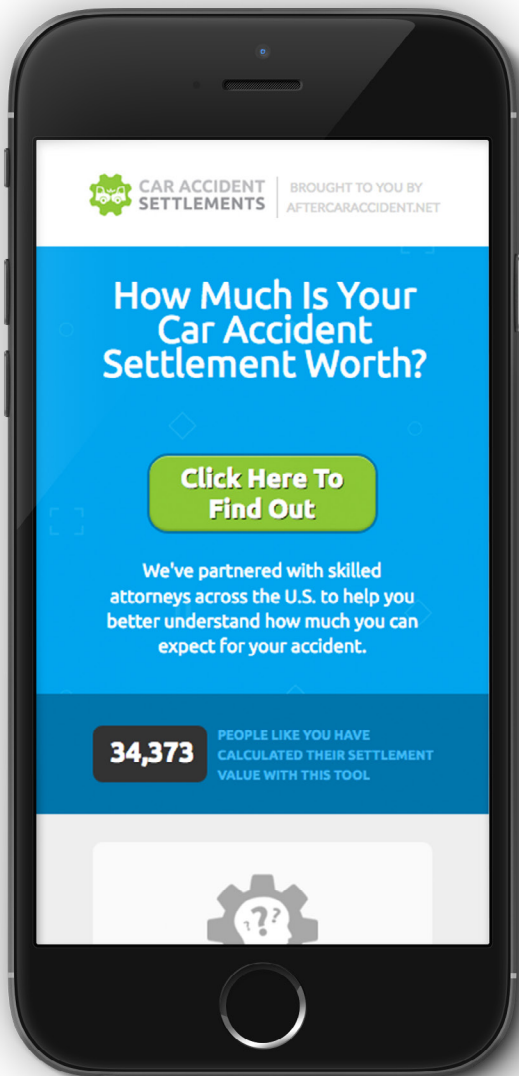 CAR ACCIDENT
SETTLEMENTS
BROUGHT TO YOU BY
AFTERCARACCIDENT.NET
How Much Is Your
Car Accident
Settlement Worth?
Click Here To
Find Out
We've partnered with skilled
attorneys across the U.S. to help you
better understand how much you can
expect for your accident.
34,373
PEOPLE LIKE YOU HAVE
CALCULATED THEIR SETTLEMENT
VALUE WITH THIS TOOL
???